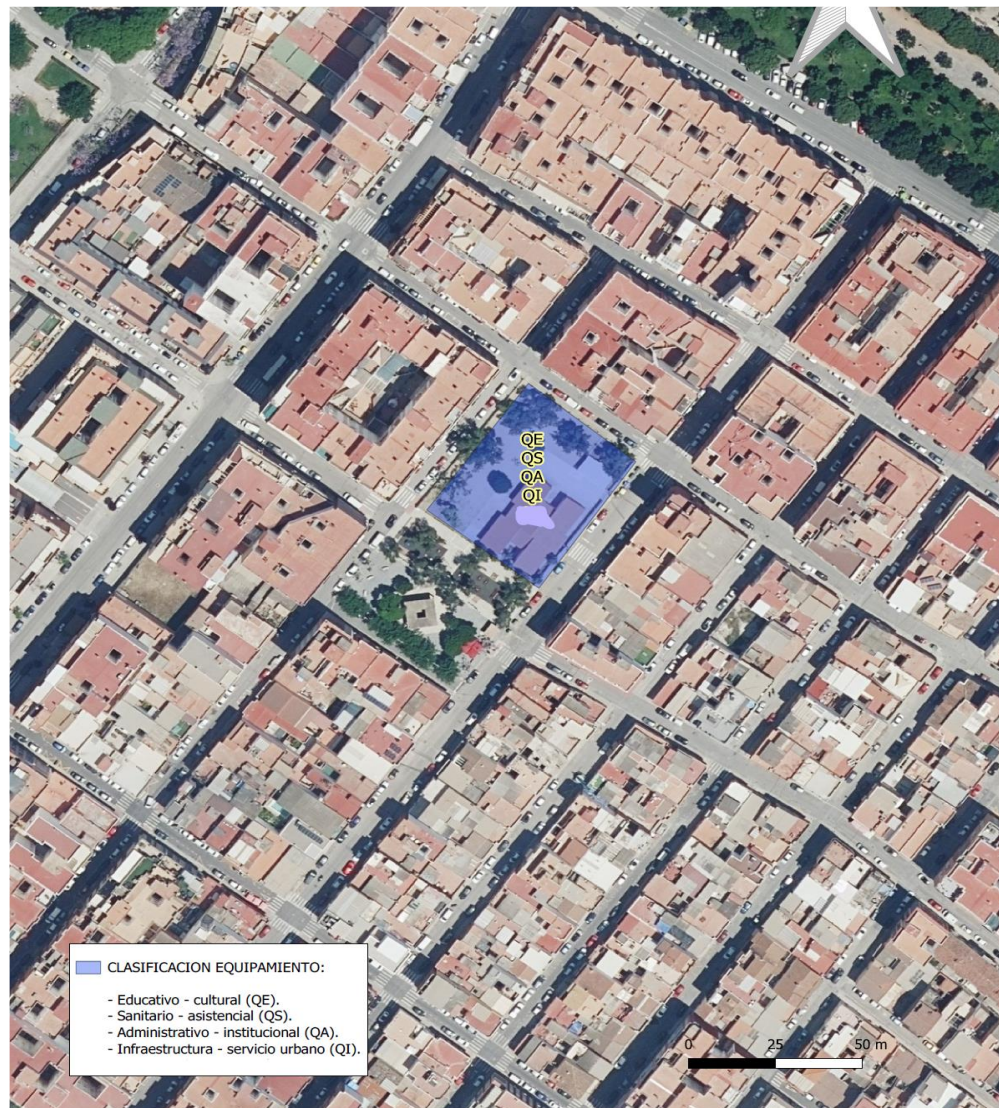 QE
QS
QA
QI
CLASIFICACION EQUIPAMIENTO:
- Educativo - cultural (QE).
- Sanitario - asistencial (QS).
- Administrativo - institucional (QA).
- Infraestructura - servicio urbano (QI).
0 25 50 m